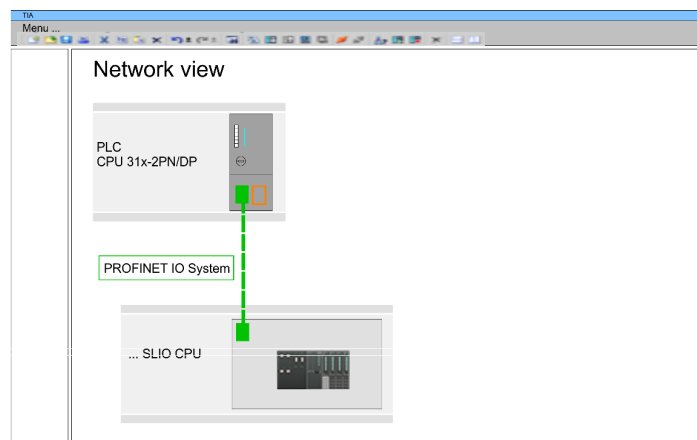 TIA
Menu ...
Network view
PLC
CPU 31x-2PN/DP
PROFINET IO System
... SLIO CPU